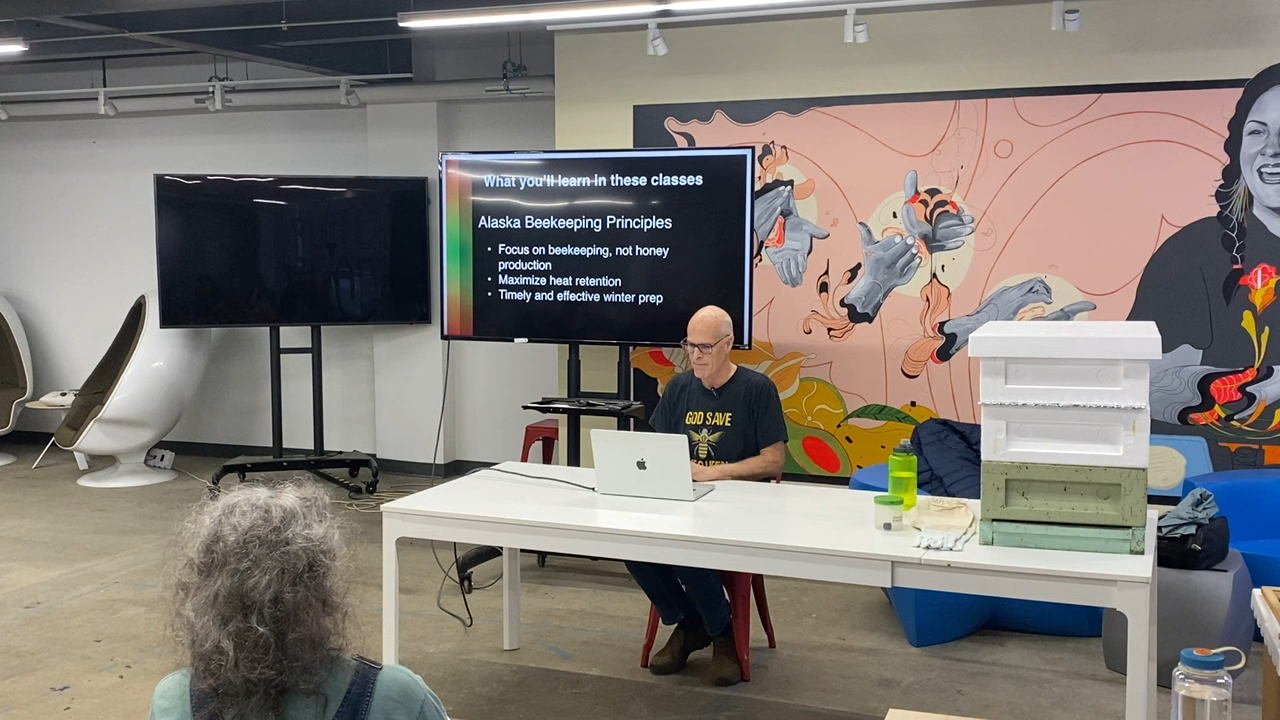 What you'll learn in these classes
Alaska Beekeeping Principles
• Focus on beekeeping, not honey
production
• Maximize heat retention
• Timely and effective winter prep
GOD SAVE